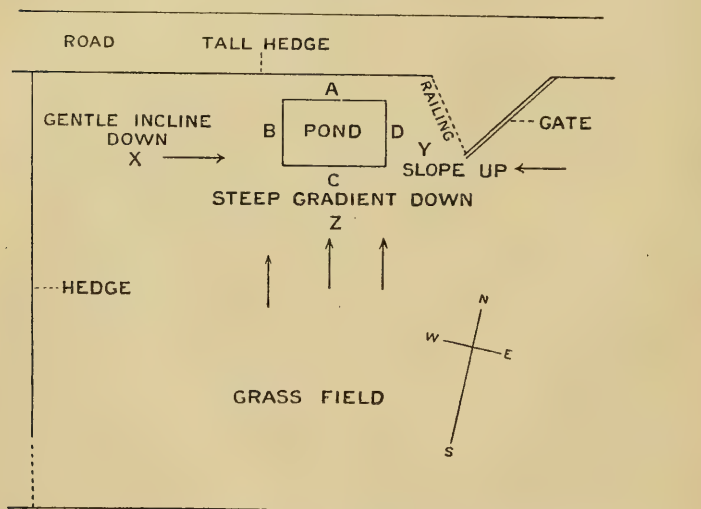 ROAD
TALL HEDGE
RAILING
GATE
A
B
POND
D
C
GENTLE INCLINE
DOWN
X
Y
SLOPE UP
STEEP GRADIENT DOWN
Z
HEDGE
N
W
E
S
GRASS FIELD